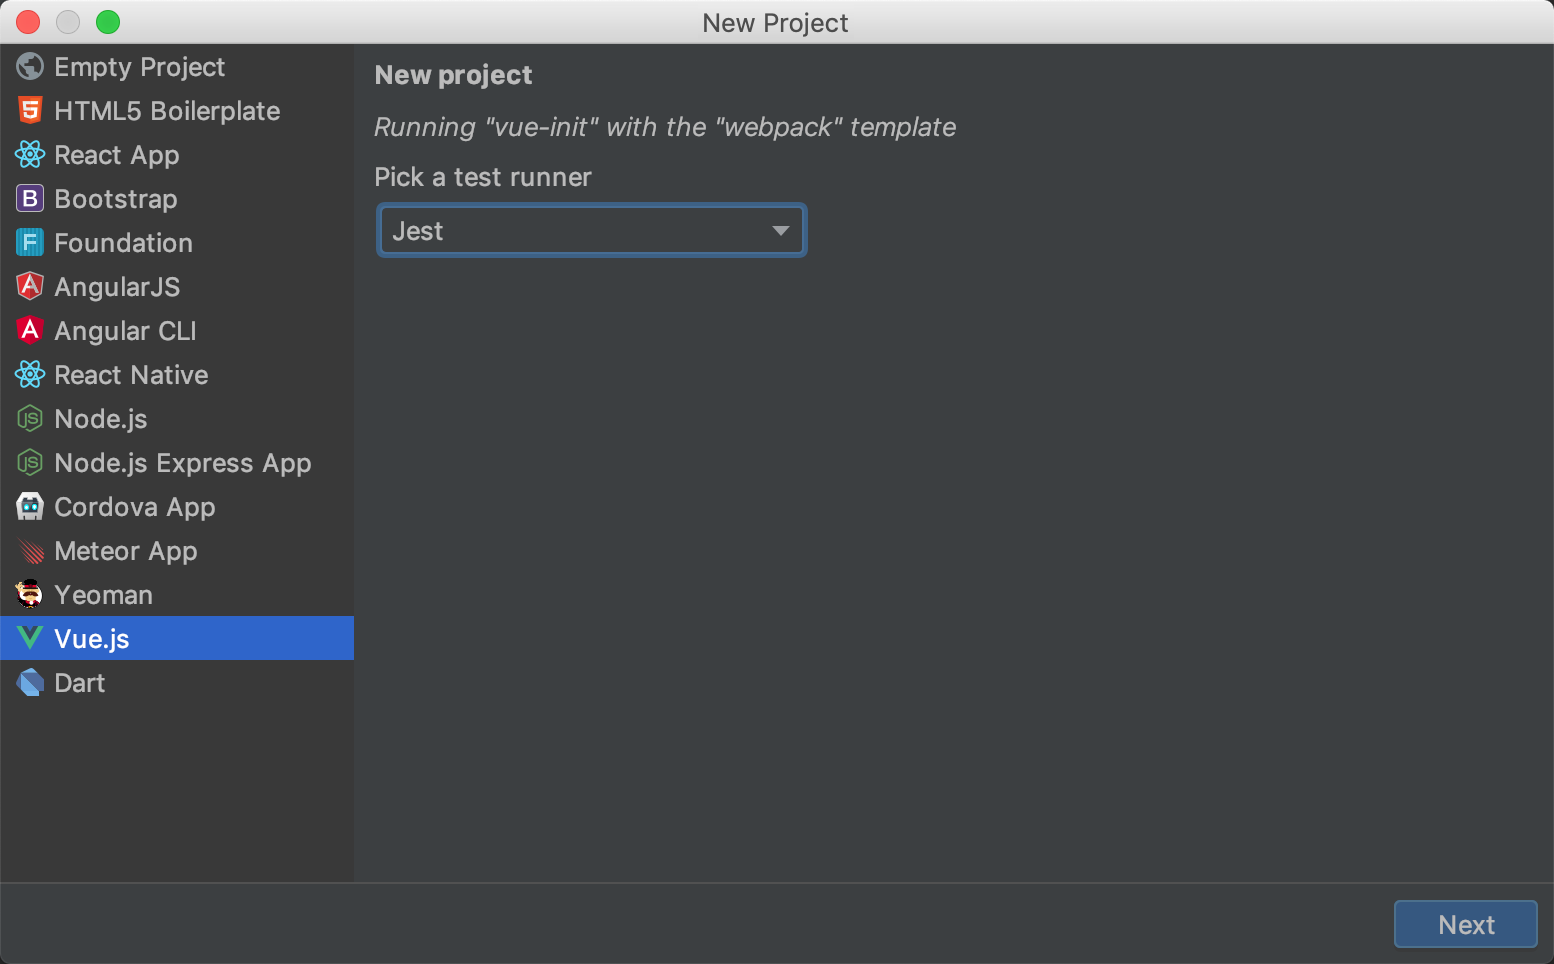 New Project
Empty Project
HTML5 Boilerplate
React App
Bootstrap
Foundation
AngularJS
Angular CLI
React Native
Node.js
Node.js Express App
Cordova App
Meteor App
Yeoman
Vue.js
Dart
New project
Running "vue-init" with the "webpack" template
Pick a test runner
Jest
Next